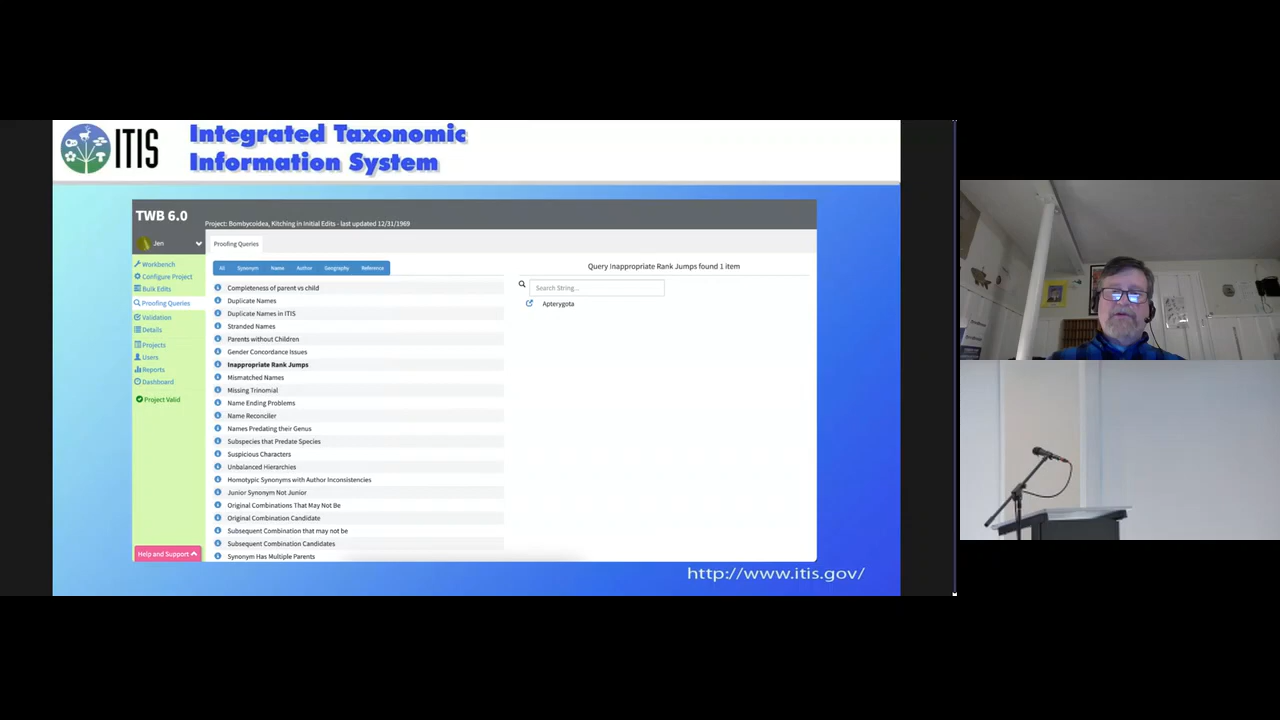 ITIS
Integrated Taxonomic
Information System
TWB 6.0
Project: Bombycoidea, Kitching in Initial Edits - last updated 12/31/1969
Jen
Workbench
Configure Project
Bulk Edits
Proofing Queries
Validation
Details
Projects
Users
Reports
Dashboard
Project Valid
Help and Support
Proofing Queries
All Synonym Name Author Geography Reference
Completeness of parent vs child
Duplicate Names
Duplicate Names in ITIS
Stranded Names
Parents without Children
Gender Concordance Issues
Inappropriate Rank Jumps
Mismatched Names
Missing Trinomial
Name Ending Problems
Name Reconciler
Names Predating their Genus
Subspecies that Predate Species
Suspicious Characters
Unbalanced Hierarchies
Homotypic Synonyms with Author Inconsistencies
Junior Synonym Not Junior
Original Combinations That May Not Be
Original Combination Candidate
Subsequent Combination that may not be
Subsequent Combination Candidates
Synonym Has Multiple Parents
Query Inappropriate Rank Jumps found 1 item
Search String...
Apterygota
http://www.itis.gov/